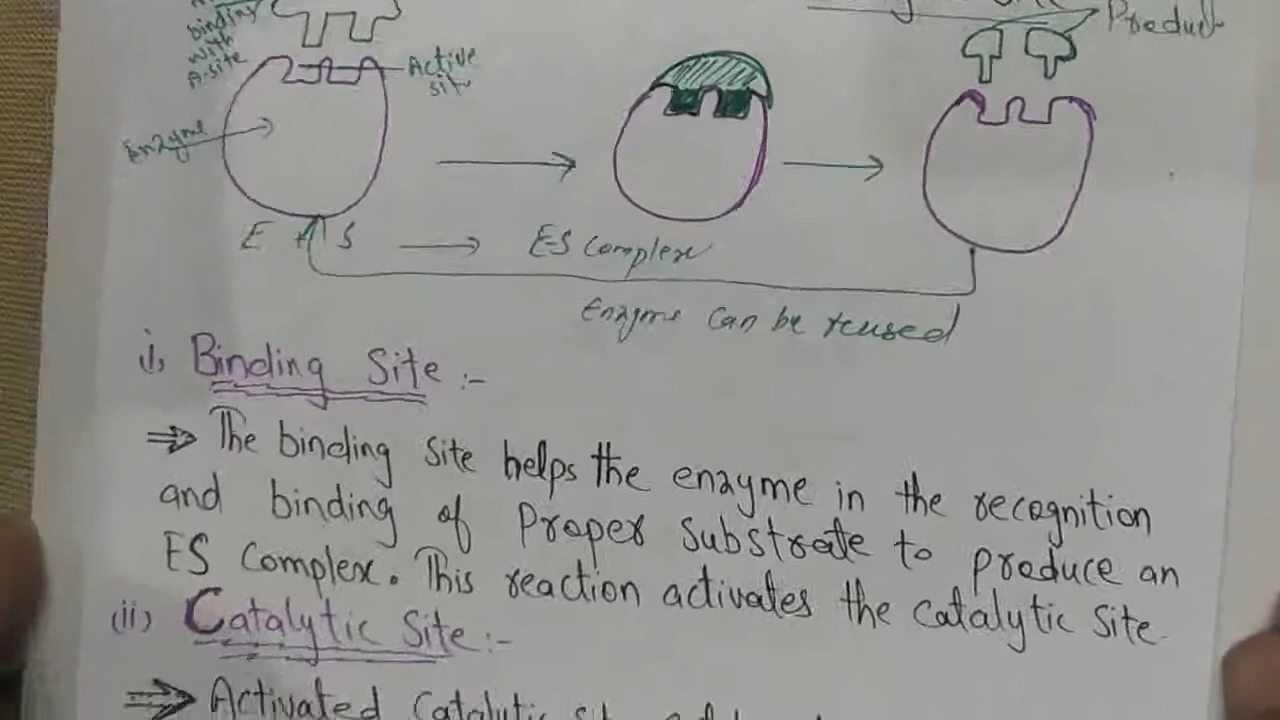 binding
with
A-site
Product
Active
sit
Enzyme
E + S
ES Complex
Enzyme can be reused
i, Binding Site :-
⇒ The binding site helps the enzyme in the recognition
and binding of Proper substrate to produce an
ES Complex. This reaction activates the catalytic site.
(ii) Catalytic Site :-
⇒ Activated Catalytic